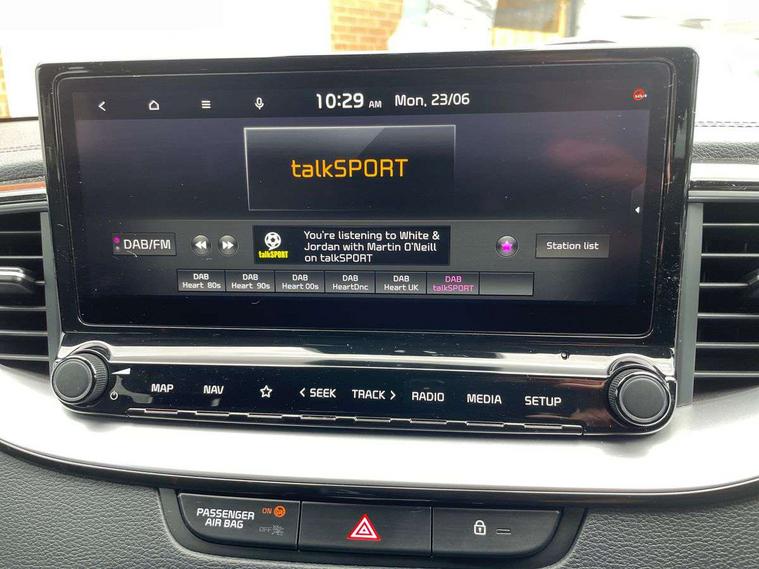 10:29 AM Mon, 23/06
talkSPORT
DAB/FM
talkSPORT
You're listening to White &
Jordan with Martin O'Neill
on talkSPORT
Station list
DAB
Heart 80s
DAB
Heart 90s
DAB
Heart 00s
DAB
HeartDnc
DAB
Heart UK
DAB
talkSPORT
MAP NAV < SEEK TRACK > RADIO MEDIA SETUP
PASSENGER
AIR BAG
ON
OFF